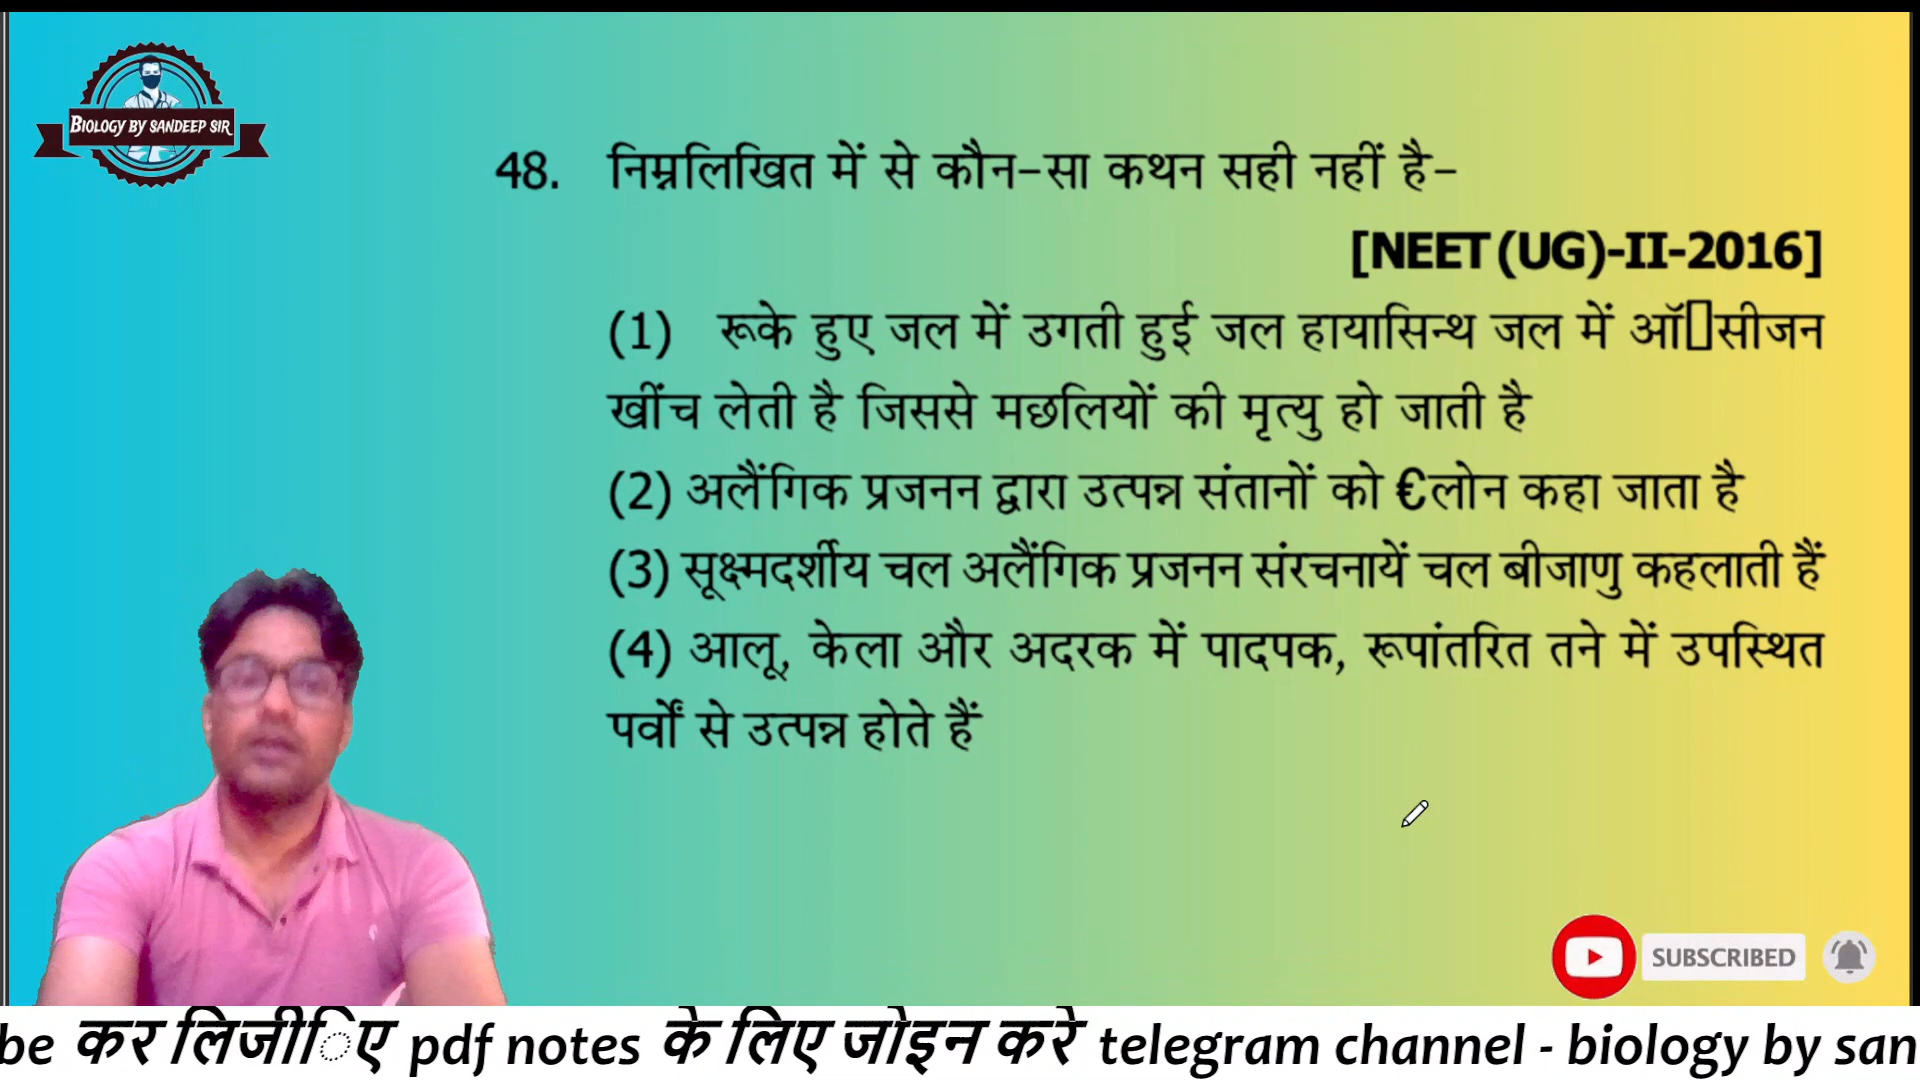 BIOLOGY BY SANDEEP SIR
48. निम्नलिखित में से कौन-सा कथन सही नहीं है-
[NEET (UG)-II-2016]
(1) रूके हुए जल में उगती हुई जल हायासिन्थ जल में ऑ▯सीजन
खींच लेती है जिससे मछलियों की मृत्यु हो जाती है
(2) अलैंगिक प्रजनन द्वारा उत्पन्न संतानों को €लोन कहा जाता है
(3) सूक्ष्मदर्शीय चल अलैंगिक प्रजनन संरचनायें चल बीजाणु कहलाती हैं
(4) आलू, केला और अदरक में पादपक, रूपांतरित तने में उपस्थित
पर्वों से उत्पन्न होते हैं
SUBSCRIBED
be कर लिजीिए pdf notes के लिए जोइन करे telegram channel - biology by san